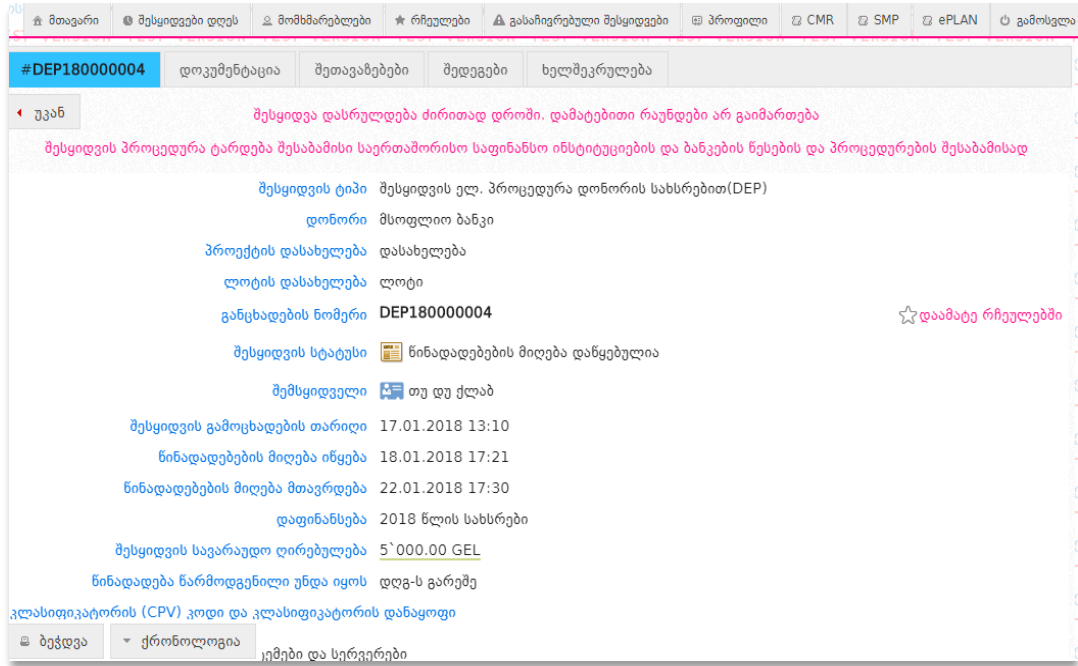 მთავარი შესყიდვები დღეს მომხმარებლები რჩეულები გასაჩივრებული შესყიდვები პროფილი CMR SMP ePLAN გამოსვლა
#DEP180000004 დოკუმენტაცია შეთავაზებები შედეგები ხელშეკრულება
უკან
შესყიდვა დასრულდება ძირითად დროში. დამატებითი რაუნდები არ გაიმართება
შესყიდვის პროცედურა ტარდება შესაბამისი საერთაშორისო საფინანსო ინსტიტუციების და ბანკების წესების და პროცედურების შესაბამისად
შესყიდვის ტიპი შესყიდვის ელ. პროცედურა დონორის სახსრებით(DEP)
დონორი მსოფლიო ბანკი
პროექტის დასახელება დასახელება
ლოტის დასახელება ლოტი
განცხადების ნომერი DEP180000004 დაამატე რჩეულებში
შესყიდვის სტატუსი წინადადებების მიღება დაწყებულია
შემსყიდველი თუ დუ ქლაბ
შესყიდვის გამოცხადების თარიღი 17.01.2018 13:10
წინადადებების მიღება იწყება 18.01.2018 17:21
წინადადებების მიღება მთავრდება 22.01.2018 17:30
დაფინანსება 2018 წლის სახსრები
შესყიდვის სავარაუდო ღირებულება 5`000.00 GEL
წინადადება წარმოდგენილი უნდა იყოს დღგ-ს გარეშე
კლასიფიკატორის (CPV) კოდი და კლასიფიკატორის დანაყოფი
ბეჭდვა ქრონოლოგია და სერვერები